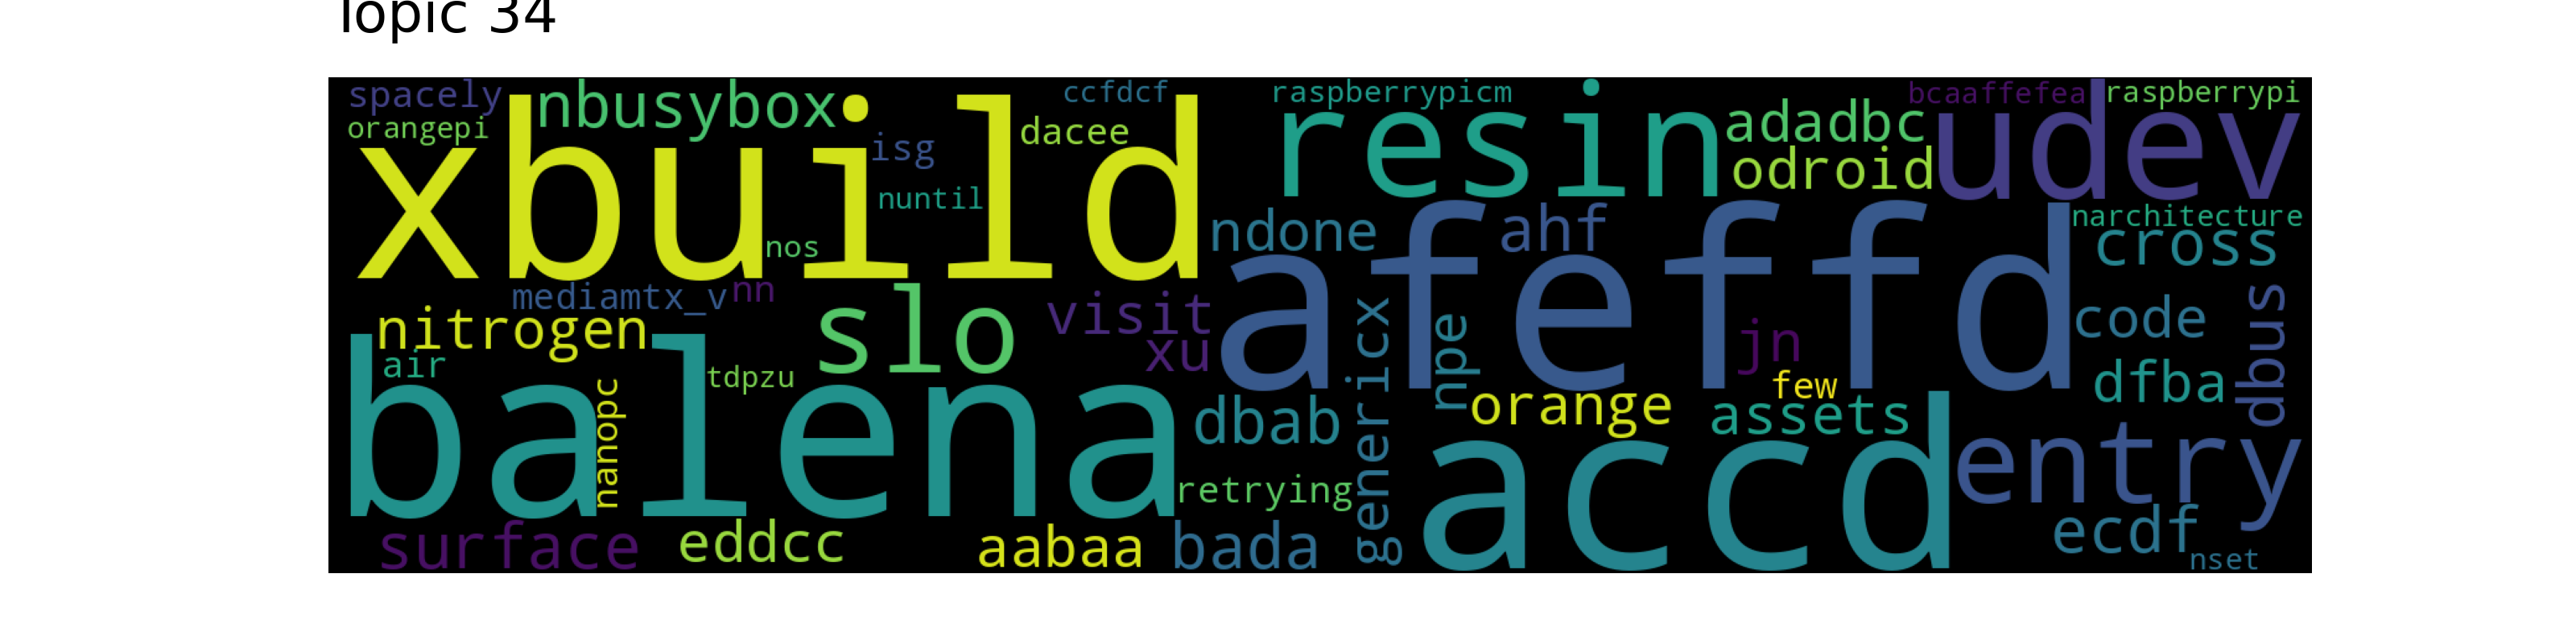 Topic 34
spacely
nbusybox
ccfdcf
raspberrypicm
bcaaffefea
raspberrypi
orangepi
xbuild
isg
dacee
resin
adadbc
udev
nuntil
odroid
nos
ndone
ahf
narchitecture
cross
mediamtx_v
nn
afeffd
nitrogen
slo
visit
xu
genericx
npe
jn
code
dbus
air
tdpzu
few
dfba
balena
nanopc
dbab
orange
assets
retrying
accd
entry
surface
eddcc
aabaa
bada
ecdf
nset